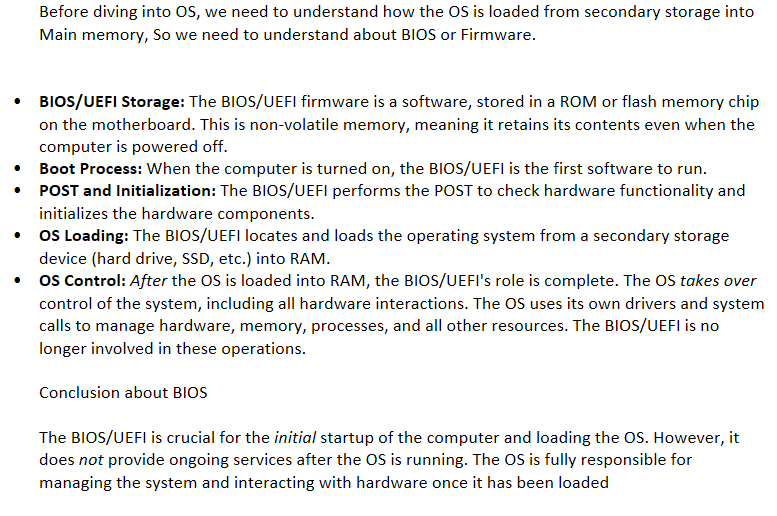 Before diving into OS, we need to understand how the OS is loaded from secondary storage into
Main memory, So we need to understand about BIOS or Firmware.
• BIOS/UEFI Storage: The BIOS/UEFI firmware is a software, stored in a ROM or flash memory chip
on the motherboard. This is non-volatile memory, meaning it retains its contents even when the
computer is powered off.
• Boot Process: When the computer is turned on, the BIOS/UEFI is the first software to run.
• POST and Initialization: The BIOS/UEFI performs the POST to check hardware functionality and
initializes the hardware components.
• OS Loading: The BIOS/UEFI locates and loads the operating system from a secondary storage
device (hard drive, SSD, etc.) into RAM.
• OS Control: After the OS is loaded into RAM, the BIOS/UEFI's role is complete. The OS takes over
control of the system, including all hardware interactions. The OS uses its own drivers and system
calls to manage hardware, memory, processes, and all other resources. The BIOS/UEFI is no
longer involved in these operations.
Conclusion about BIOS
The BIOS/UEFI is crucial for the initial startup of the computer and loading the OS. However, it
does not provide ongoing services after the OS is running. The OS is fully responsible for
managing the system and interacting with hardware once it has been loaded